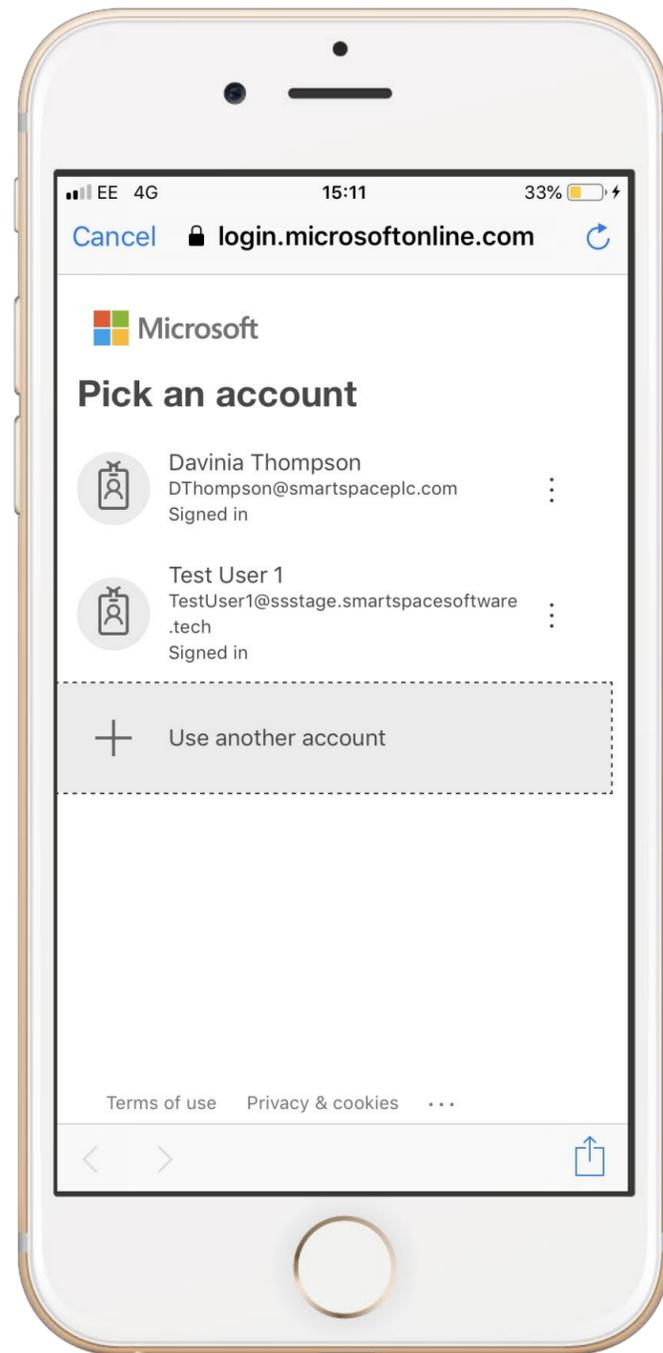 EE 4G 15:11 33%
Cancel login.microsoftonline.com
Microsoft
Pick an account
Davinia Thompson
DThompson@smartspaceplc.com
Signed in
Test User 1
TestUser1@ssstage.smartspacesoftware
.tech
Signed in
Use another account
Terms of use Privacy & cookies ...